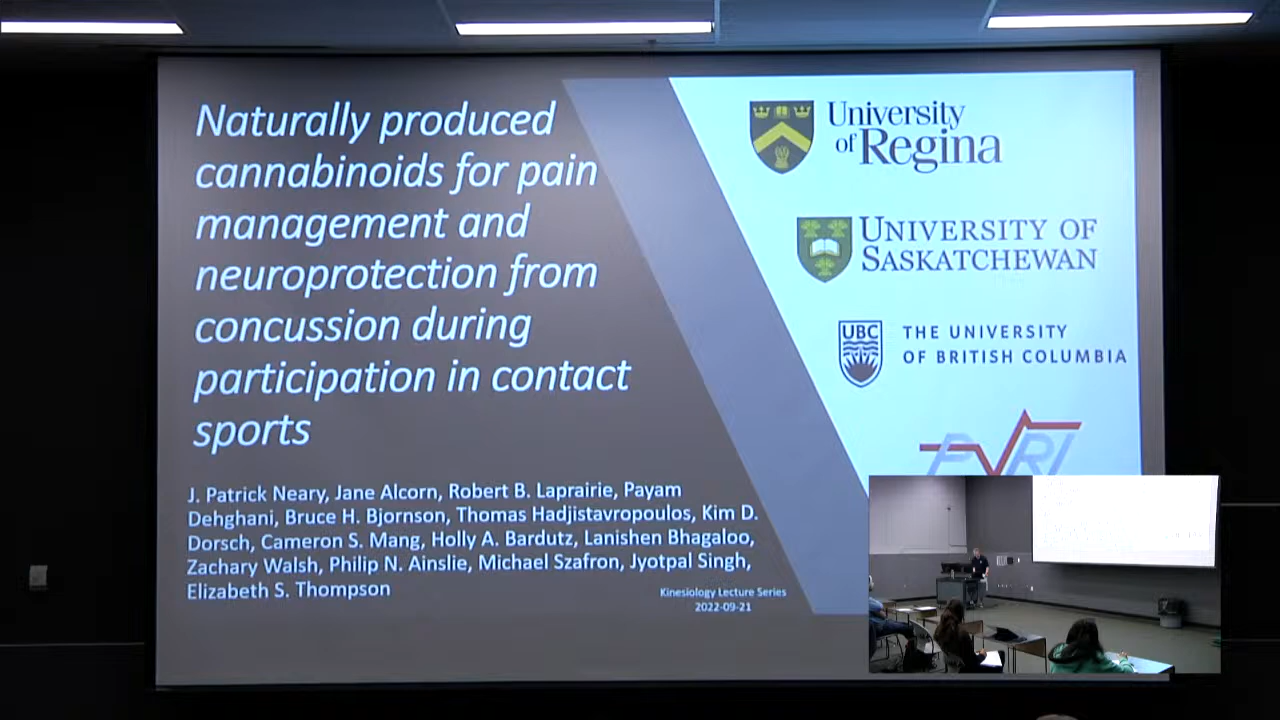 Naturally produced
cannabinoids for pain
management and
neuroprotection from
concussion during
participation in contact
sports
J. Patrick Neary, Jane Alcorn, Robert B. Laprairie, Payam
Dehghani, Bruce H. Bjornson, Thomas Hadjistavropoulos, Kim D.
Dorsch, Cameron S. Mang, Holly A. Bardutz, Lanishen Bhagaloo,
Zachary Walsh, Philip N. Ainslie, Michael Szafron, Jyotpal Singh,
Elizabeth S. Thompson
Kinesiology Lecture Series
2022-09-21
University
of Regina
UNIVERSITY OF
SASKATCHEWAN
UBC
THE UNIVERSITY
OF BRITISH COLUMBIA
PVRI